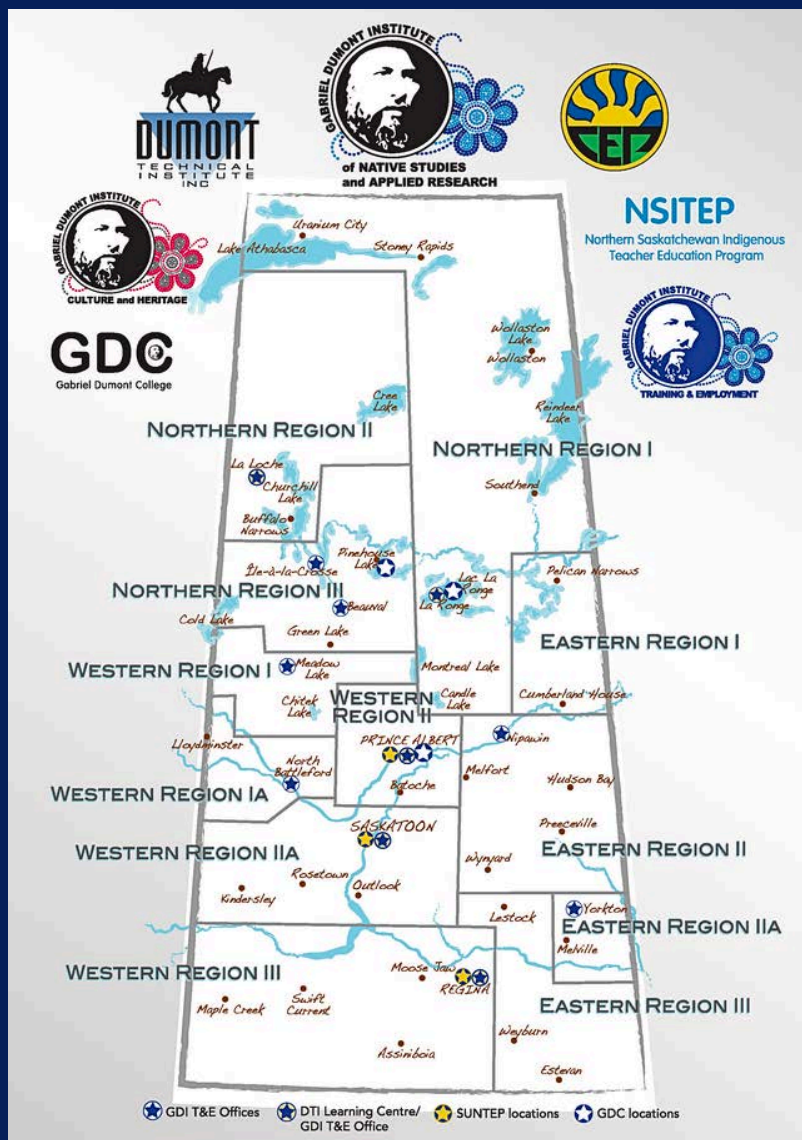 DUMONT
TECHNICAL
INSTITUTE
INC
GABRIEL DUMONT INSTITUTE
of NATIVE STUDIES
and APPLIED RESEARCH
GABRIEL DUMONT INSTITUTE
CULTURE and HERITAGE
NSITEP
Northern Saskatchewan Indigenous
Teacher Education Program
GDC
Gabriel Dumont College
GABRIEL DUMONT INSTITUTE
TRAINING & EMPLOYMENT
Uranium City
Lake Athabasca
Stoney Rapids
Wollaston
Lake
Wollaston
Cree
Lake
Reindeer
Lake
NORTHERN REGION II
NORTHERN REGION I
La Loche
Churchill
Lake
Buffalo
Narrows
Southend
Pinehouse
Lake
Île-à-la-Crosse
Lac La
Ronge
La Ronge
Pelican Narrows
NORTHERN REGION III
Beauval
Cold Lake
Green Lake
EASTERN REGION I
WESTERN REGION I
Meadow
Lake
Montreal Lake
Chitek
Lake
WESTERN
REGION II
Candle
Lake
Cumberland House
Lloydminster
PRINCE ALBERT
Nipawin
North
Battleford
Batoche
Melfort
Hudson Bay
WESTERN REGION IA
SASKATOON
Preeceville
WESTERN REGION IIA
EASTERN REGION II
Rosetown
Outlook
Wynyard
Kindersley
Lestock
Yorkton
EASTERN REGION IIA
Melville
WESTERN REGION III
Moose Jaw
REGINA
Maple Creek
Swift
Current
EASTERN REGION III
Weyburn
Assiniboia
Estevan
GDI T&E Offices
DTI Learning Centre/
GDI T&E Office
SUNTEP locations
GDC locations